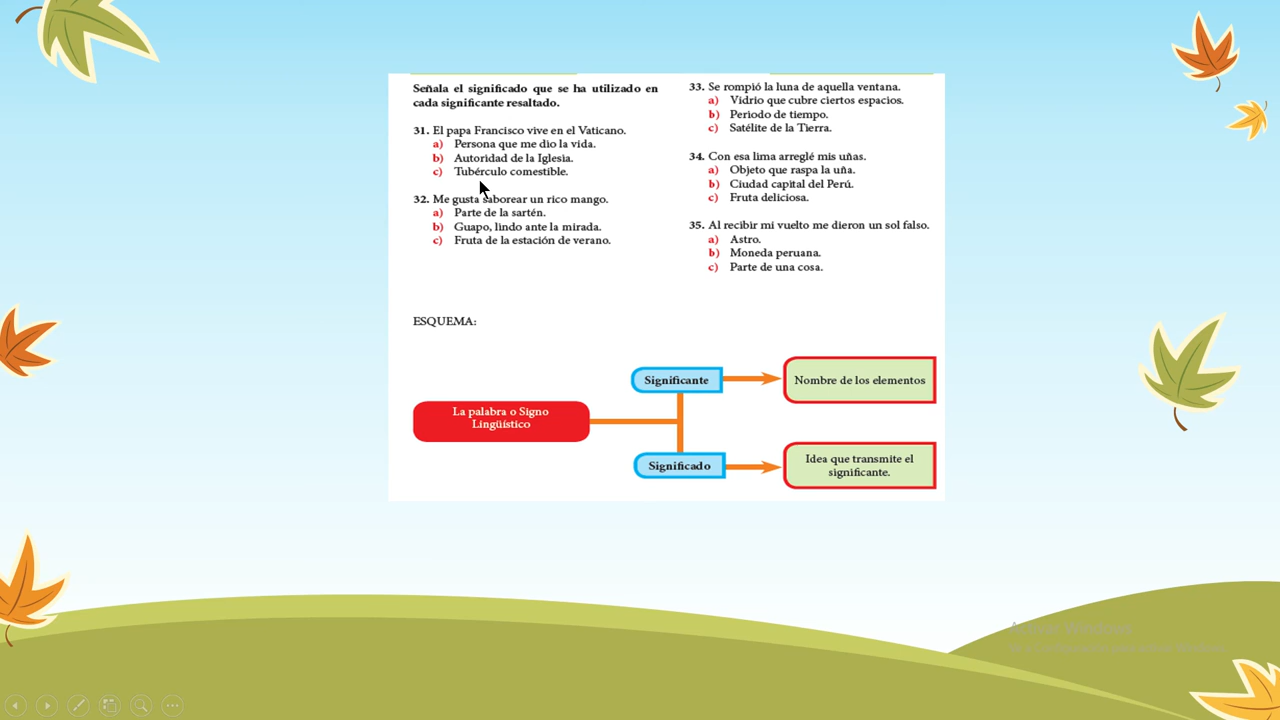 Señala el significado que se ha utilizado en
cada significante resaltado.
31. El papa Francisco vive en el Vaticano.
a) Persona que me dio la vida.
b) Autoridad de la Iglesia.
c) Tubérculo comestible.
32. Me gusta saborear un rico mango.
a) Parte de la sartén.
b) Guapo, lindo ante la mirada.
c) Fruta de la estación de verano.
33. Se rompió la luna de aquella ventana.
a) Vidrio que cubre ciertos espacios.
b) Periodo de tiempo.
c) Satélite de la Tierra.
34. Con esa lima arreglé mis uñas.
a) Objeto que raspa la uña.
b) Ciudad capital del Perú.
c) Fruta deliciosa.
35. Al recibir mi vuelto me dieron un sol falso.
a) Astro.
b) Moneda peruana.
c) Parte de una cosa.
ESQUEMA:
La palabra o Signo
Lingüístico
Significante
Nombre de los elementos
Significado
Idea que transmite el
significante.